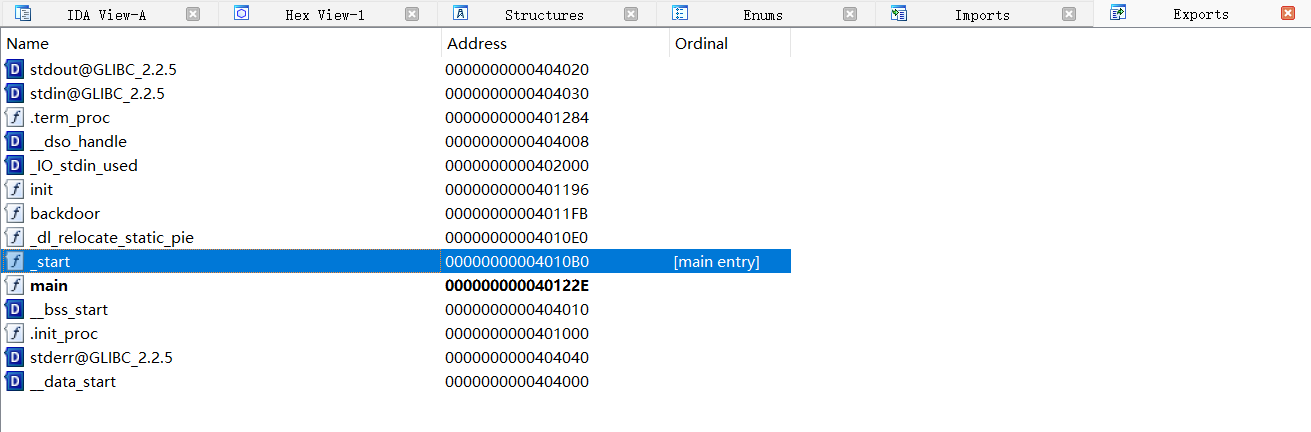 IDA View-A Hex View-1 Structures Enums Imports Exports
Name Address Ordinal
D stdout@GLIBC_2.2.5 0000000000404020
D stdin@GLIBC_2.2.5 0000000000404030
f .term_proc 0000000000401284
D __dso_handle 0000000000404008
D _IO_stdin_used 0000000000402000
f init 0000000000401196
f backdoor 00000000004011FB
f _dl_relocate_static_pie 00000000004010E0
f _start 00000000004010B0 [main entry]
f main 000000000040122E
D __bss_start 0000000000404010
f .init_proc 0000000000401000
D stderr@GLIBC_2.2.5 0000000000404040
D __data_start 0000000000404000